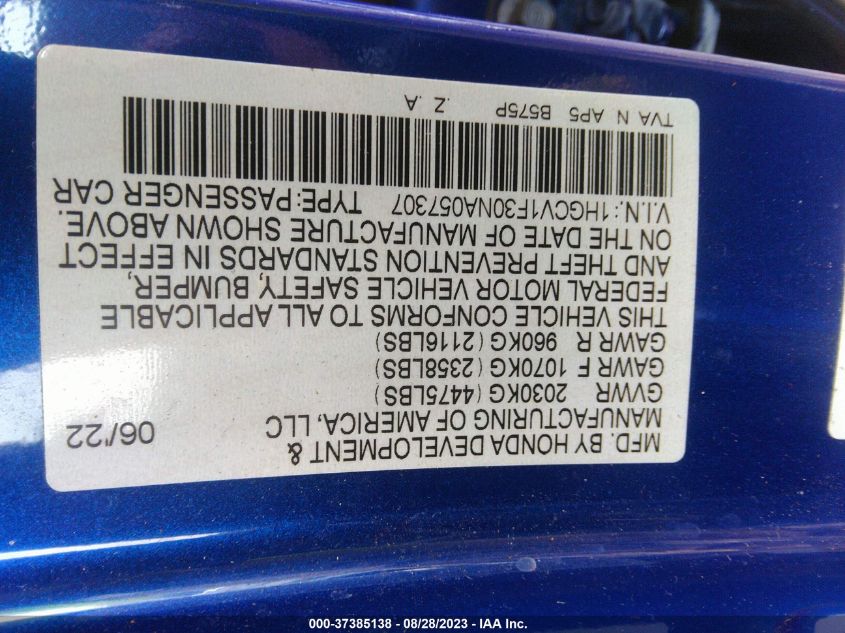 MFD. BY HONDA DEVELOPMENT &
MANUFACTURING OF AMERICA, LLC 06/'22
GVWR 2030KG (4475LBS)
GAWR F 1070KG (2358LBS)
GAWR R 960KG (2116LBS)
THIS VEHICLE CONFORMS TO ALL APPLICABLE
FEDERAL MOTOR VEHICLE SAFETY, BUMPER,
AND THEFT PREVENTION STANDARDS IN EFFECT
ON THE DATE OF MANUFACTURE SHOWN ABOVE.
V.I.N.: 1HGCV1F30NA057307 TYPE:PASSENGER CAR
TVA N AP5 B575P .Z .A
000-37385138 - 08/28/2023 - IAA Inc.